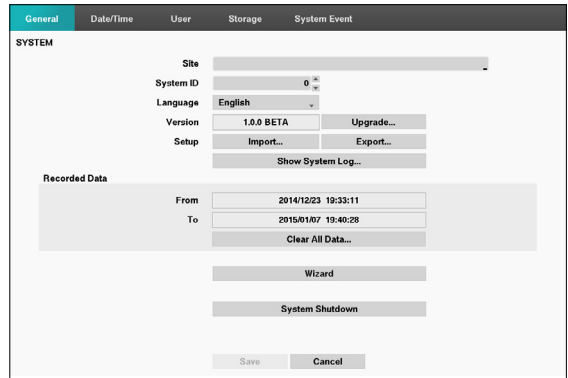 General Date/Time User Storage System Event
SYSTEM
Site
System ID 0
Language English
Version 1.0.0 BETA Upgrade...
Setup Import... Export...
Show System Log...
Recorded Data
From 2014/12/23 19:33:11
To 2015/01/07 19:40:28
Clear All Data...
Wizard
System Shutdown
Save Cancel